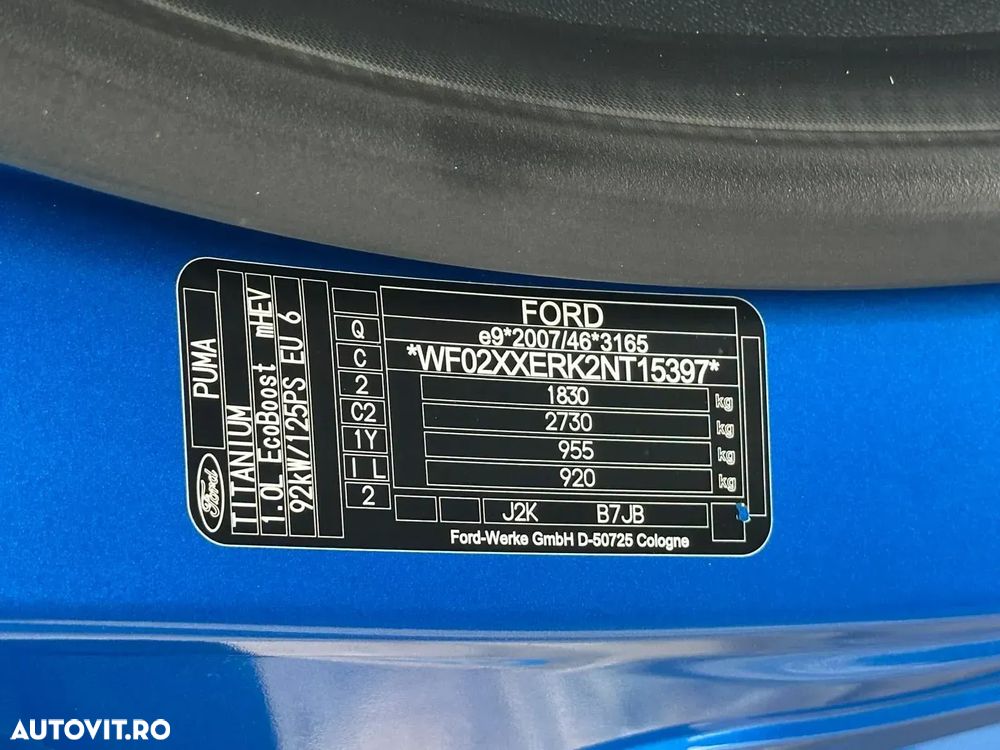 PUMA
Ford
TITANIUM
1.0L EcoBoost mHEV
92kW/125PS EU 6
Q
C
2
C2
1Y
I L
2
FORD
e9*2007/46*3165
*WF02XXERK2NT15397*
1830 kg
2730 kg
955 kg
920 kg
J2K B7JB
Ford-Werke GmbH D-50725 Cologne
AUTOVIT.RO